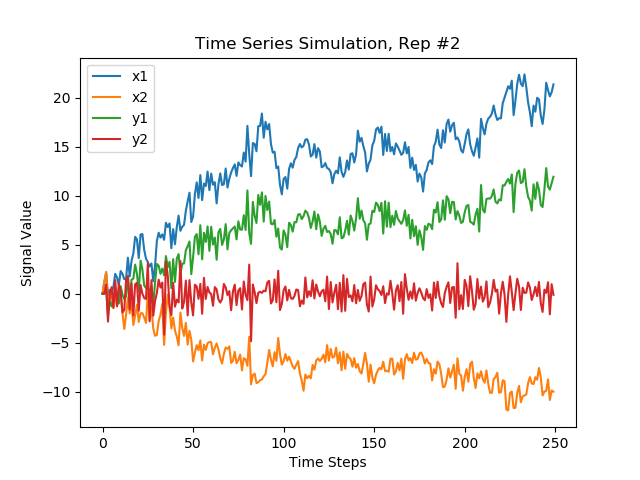 Time Series Simulation, Rep #2
x1
x2
y1
y2
Signal Value
20
15
10
5
0
−5
−10
0
50
100
150
200
250
Time Steps